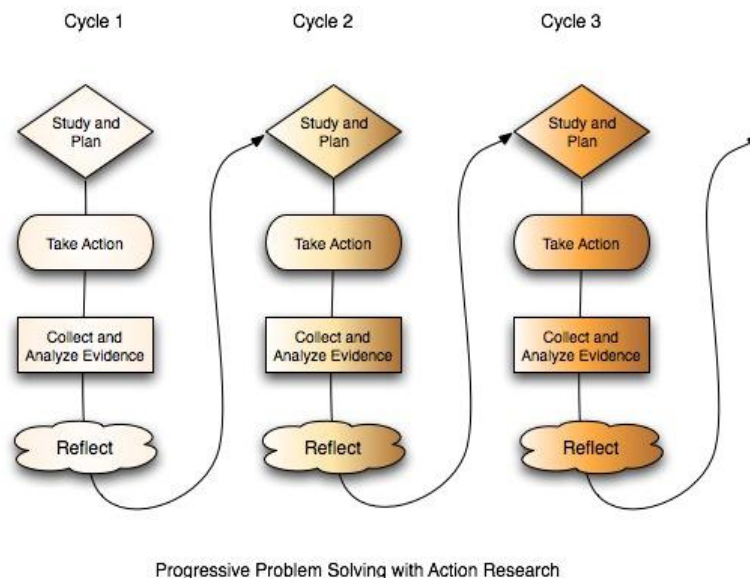 Cycle 1
Cycle 2
Cycle 3
Study and
Plan
Take Action
Collect and
Analyze Evidence
Reflect
Study and
Plan
Take Action
Collect and
Analyze Evidence
Reflect
Study and
Plan
Take Action
Collect and
Analyze Evidence
Reflect
Progressive Problem Solving with Action Research